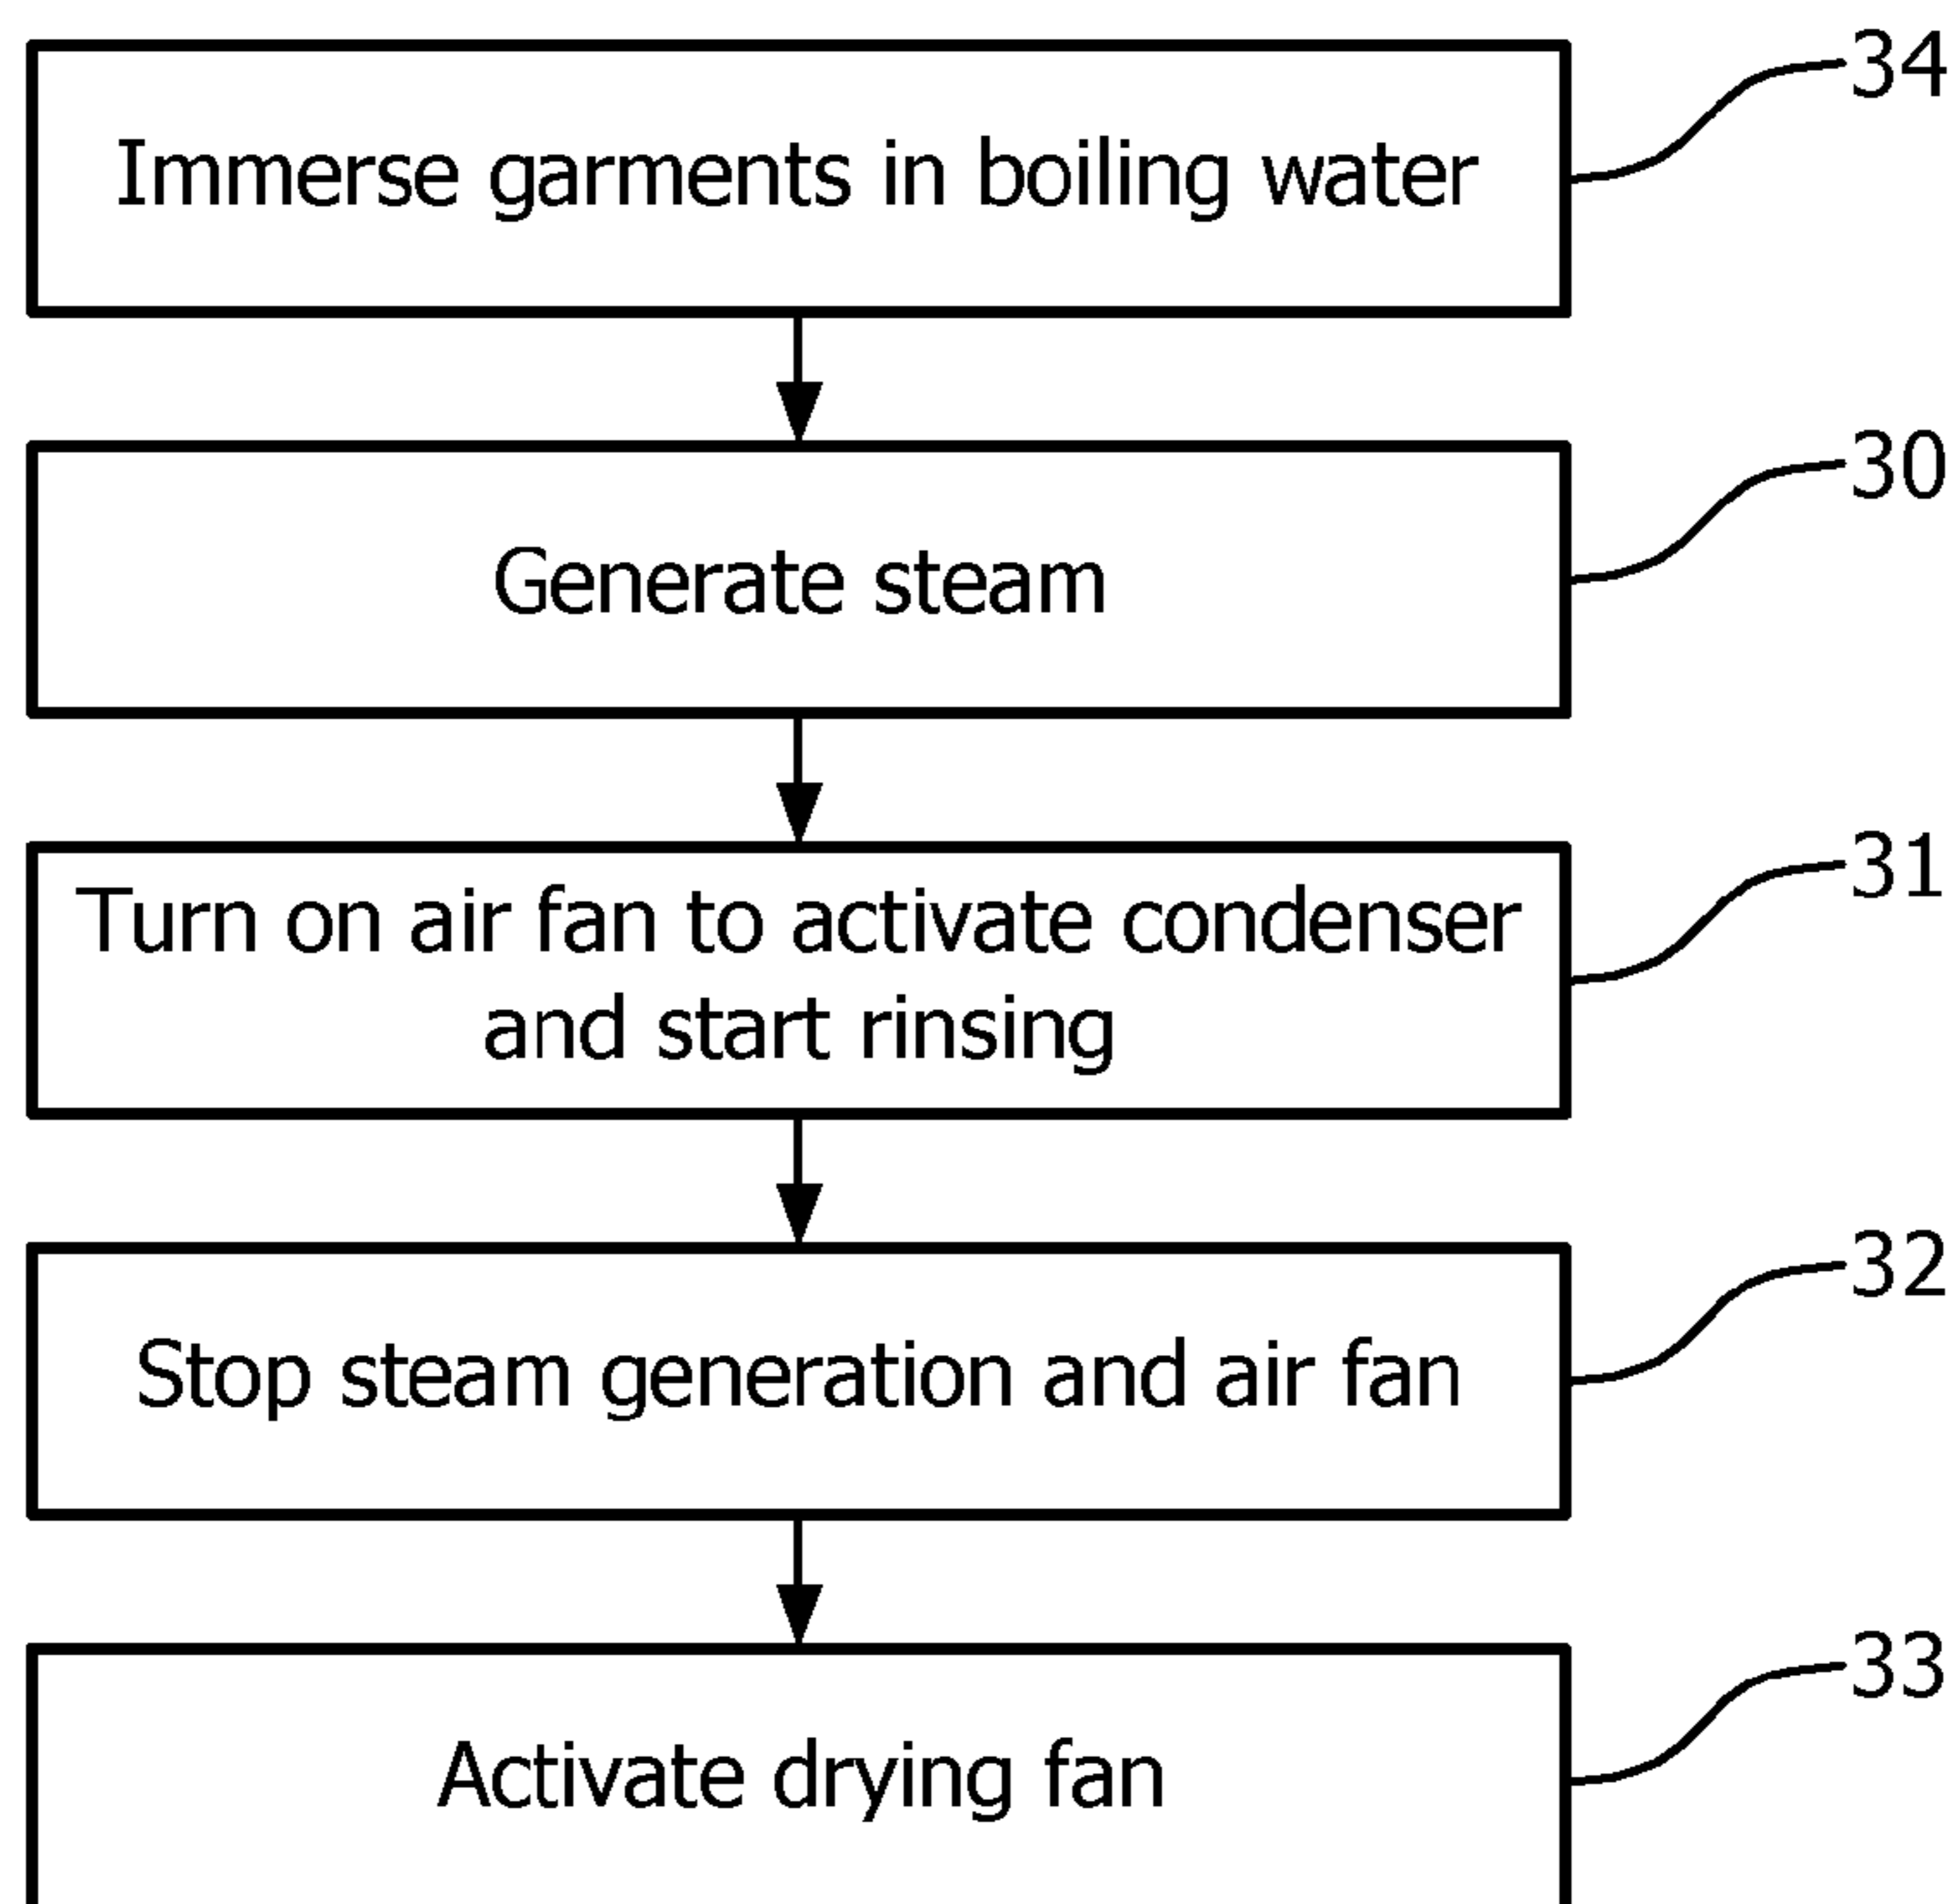 34
Immerse garments in boiling water
30
Generate steam
31
Turn on air fan to activate condenser
and start rinsing
32
Stop steam generation and air fan
33
Activate drying fan